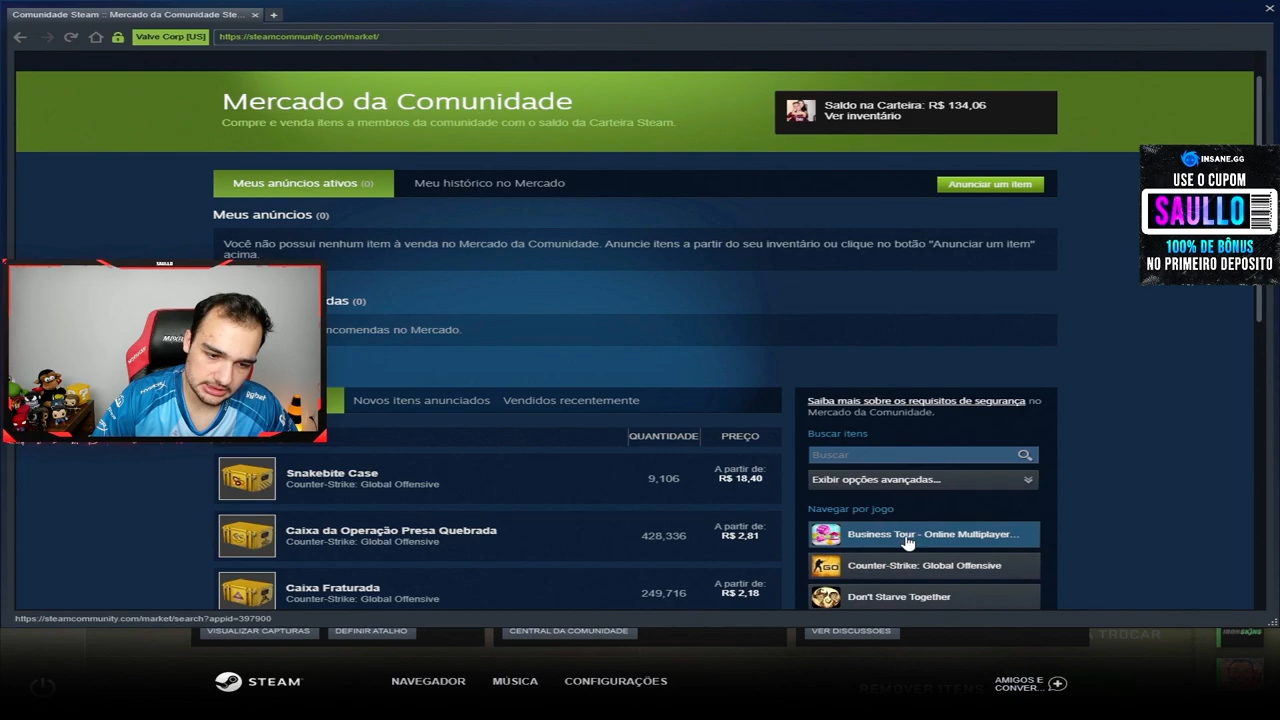 Comunidade Steam :: Mercado da Comunidade Ste...
Valve Corp [US]
https://steamcommunity.com/market/
Mercado da Comunidade
Compre e venda itens a membros da comunidade com o saldo da Carteira Steam.
Saldo na Carteira: R$ 134,06
Ver inventário
Meus anúncios ativos (0)
Meu histórico no Mercado
Anunciar um item
Meus anúncios (0)
Você não possui nenhum item à venda no Mercado da Comunidade. Anuncie itens a partir do seu inventário ou clique no botão "Anunciar um item"
acima.
INSANE.GG
USE O CUPOM
SAULLO
100% DE BÔNUS
NO PRIMEIRO DEPOSITO
SAULLO
das (0)
ncomendas no Mercado.
Novos itens anunciados
Vendidos recentemente
QUANTIDADE
PREÇO
Snakebite Case
Counter-Strike: Global Offensive
9,106
A partir de:
R$ 18,40
Caixa da Operação Presa Quebrada
Counter-Strike: Global Offensive
428,336
A partir de:
R$ 2,81
Caixa Fraturada
Counter-Strike: Global Offensive
249,716
A partir de:
R$ 2,18
Saiba mais sobre os requisitos de segurança no
Mercado da Comunidade.
Buscar itens
Buscar
Exibir opções avançadas...
Navegar por jogo
Business Tour - Online Multiplayer...
Counter-Strike: Global Offensive
Don't Starve Together
https://steamcommunity.com/market/search?appid=397900
VISUALIZAR CAPTURAS
DEFINIR ATALHO
CENTRAL DA COMUNIDADE
VER DISCUSSÕES
A TROCAR
STEAM
NAVEGADOR
MÚSICA
CONFIGURAÇÕES
REMOVER ITENS
AMIGOS E
CONVER...